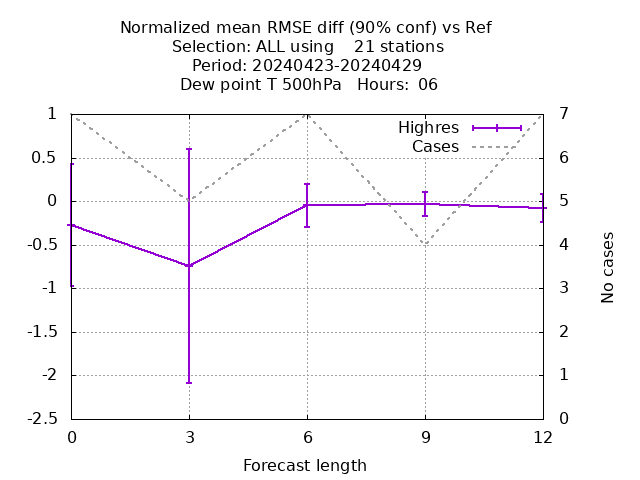 Normalized mean RMSE diff (90% conf) vs Ref
Selection: ALL using    21 stations
Period: 20240423-20240429
Dew point T 500hPa   Hours:  06
Highres
Cases
1
0.5
0
-0.5
-1
-1.5
-2
-2.5
7
6
5
4
3
2
1
0
No cases
0 3 6 9 12
Forecast length